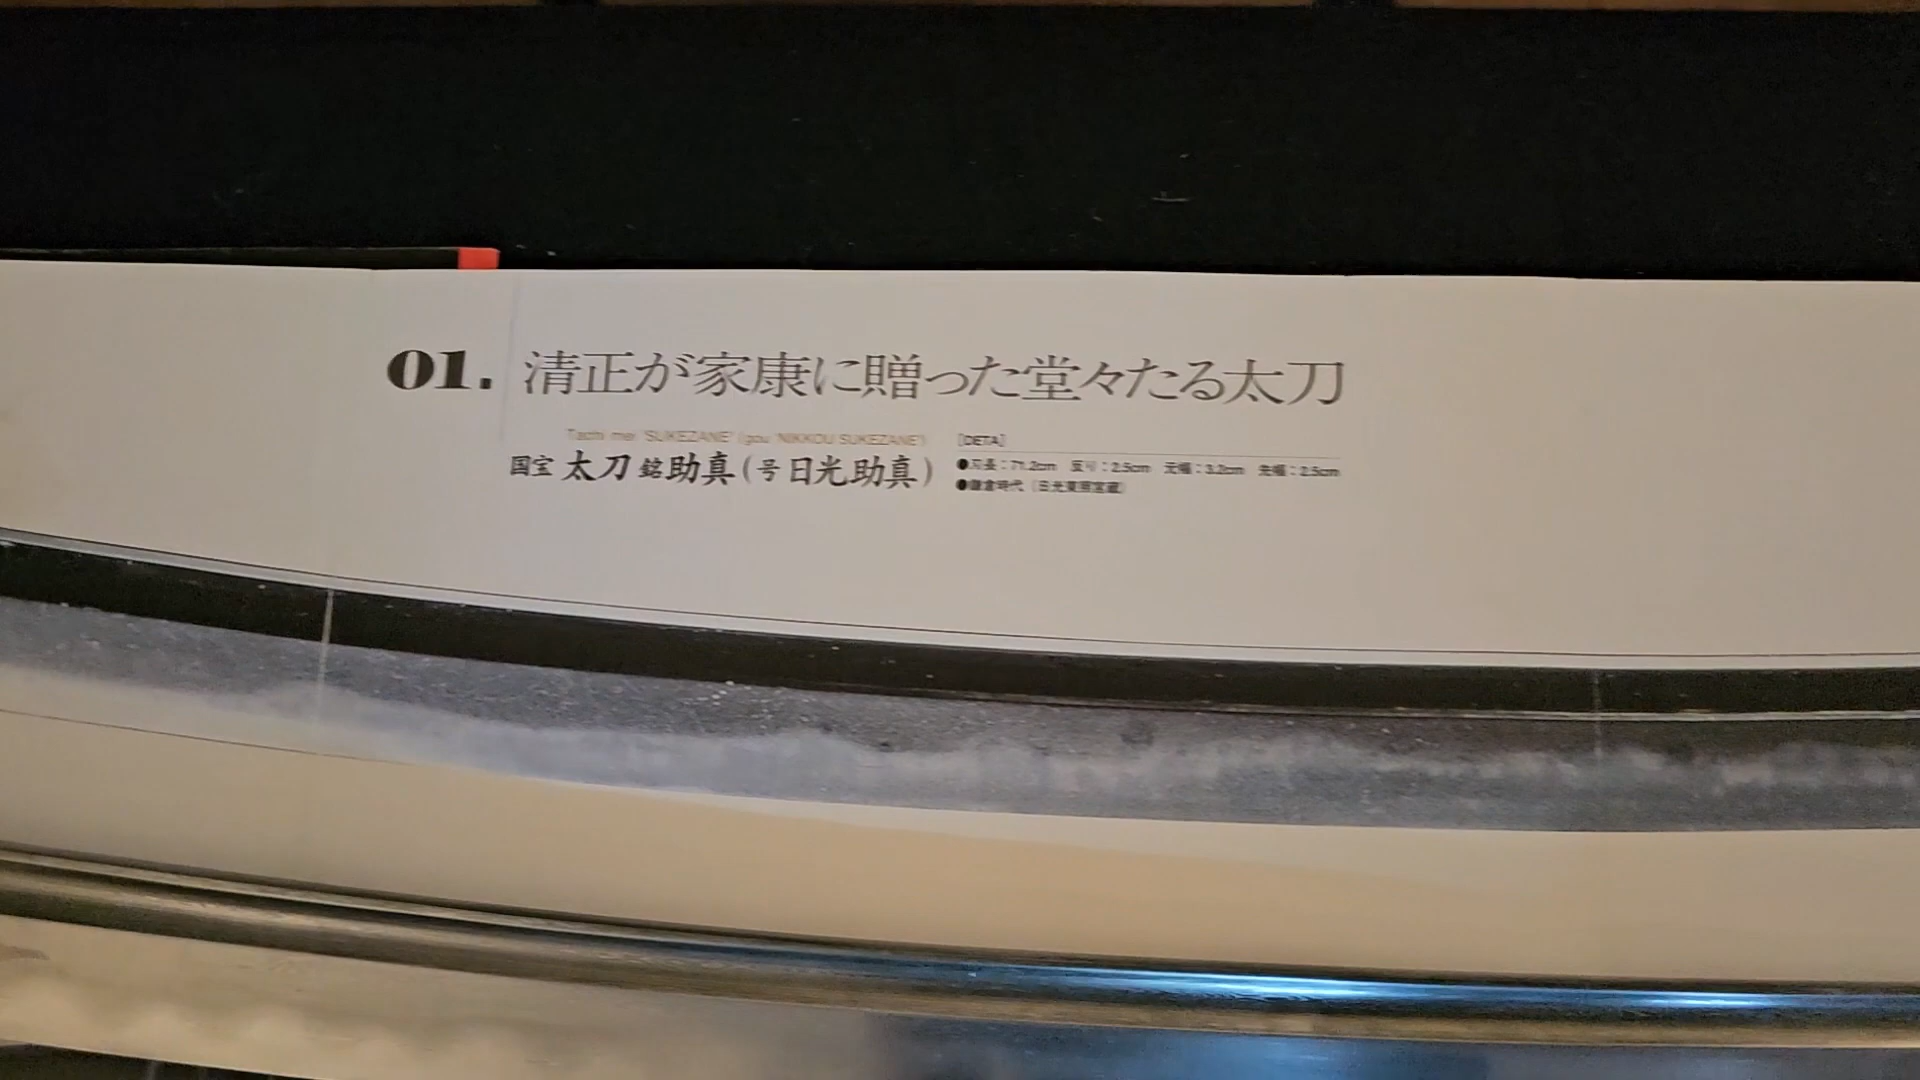 01. 清正が家康に贈った堂々たる太刀
Tachi mei 'SUKEZANE' (gou 'NIKKOU SUKEZANE')
国宝 太刀 銘 助真(号 日光助真)
[DETA]
●刃長:71.2cm 反り:2.5cm 元幅:3.2cm 先幅:2.5cm
●鎌倉時代(日光東照宮蔵)